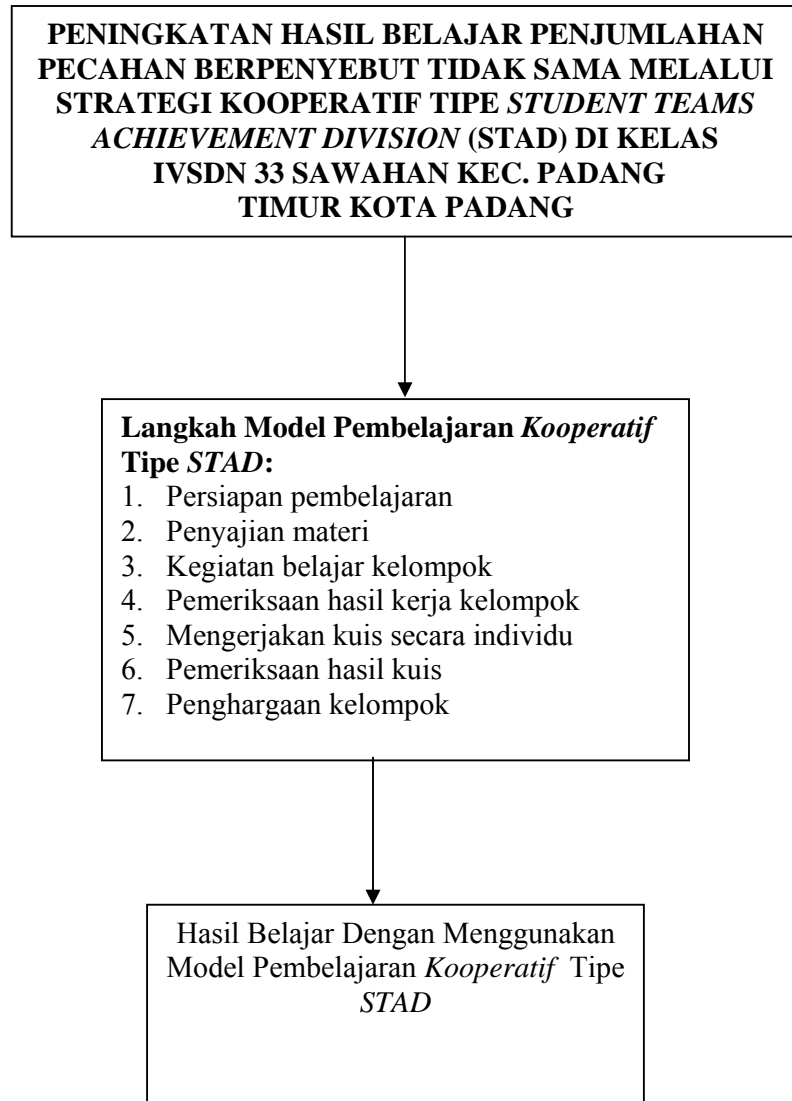 PENINGKATAN HASIL BELAJAR PENJUMLAHAN
PECAHAN BERPENYEBUT TIDAK SAMA MELALUI
STRATEGI KOOPERATIF TIPE STUDENT TEAMS
ACHIEVEMENT DIVISION (STAD) DI KELAS
IVSDN 33 SAWAHAN KEC. PADANG
TIMUR KOTA PADANG
Langkah Model Pembelajaran Kooperatif
Tipe STAD:
1. Persiapan pembelajaran
2. Penyajian materi
3. Kegiatan belajar kelompok
4. Pemeriksaan hasil kerja kelompok
5. Mengerjakan kuis secara individu
6. Pemeriksaan hasil kuis
7. Penghargaan kelompok
Hasil Belajar Dengan Menggunakan
Model Pembelajaran Kooperatif Tipe
STAD